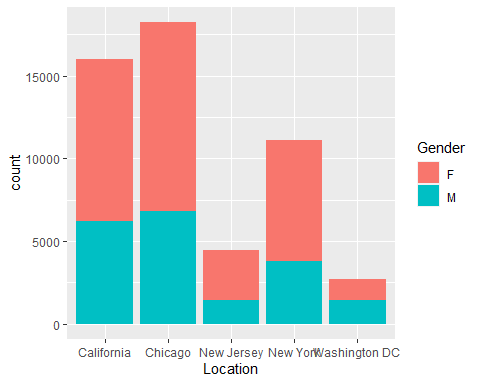 15000
10000
5000
0
count
California Chicago New Jersey New York Washington DC
Location
Gender
F
M